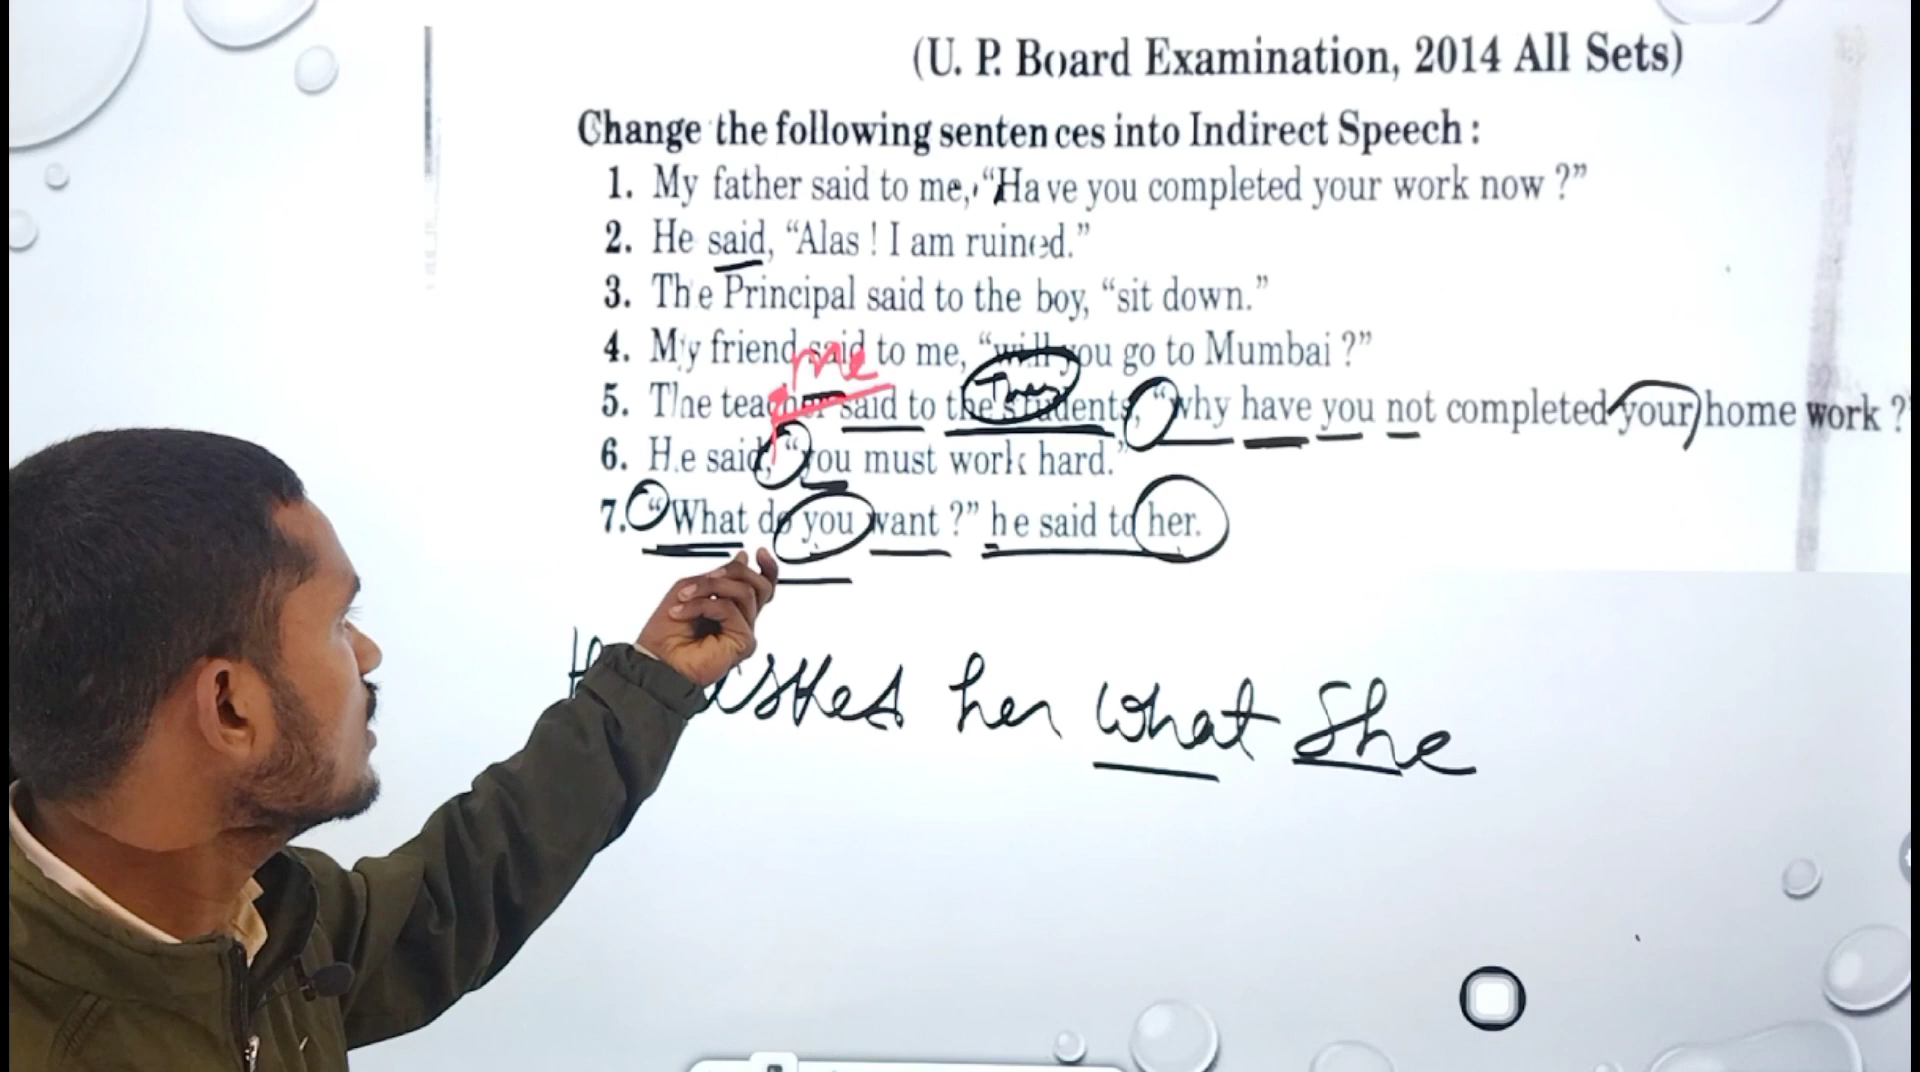 (U. P. Board Examination, 2014 All Sets)
Change the following sentences into Indirect Speech :
1. My father said to me, “Have you completed your work now ?”
2. He said, “Alas ! I am ruined.”
3. The Principal said to the boy, “sit down.”
4. My friend said to me, “will you go to Mumbai ?”
me
They
5. The teacher said to the students, “why have you not completed your home work ?”
6. He said, “you must work hard.”
7. “What do you want ?” he said to her.
asked her what She